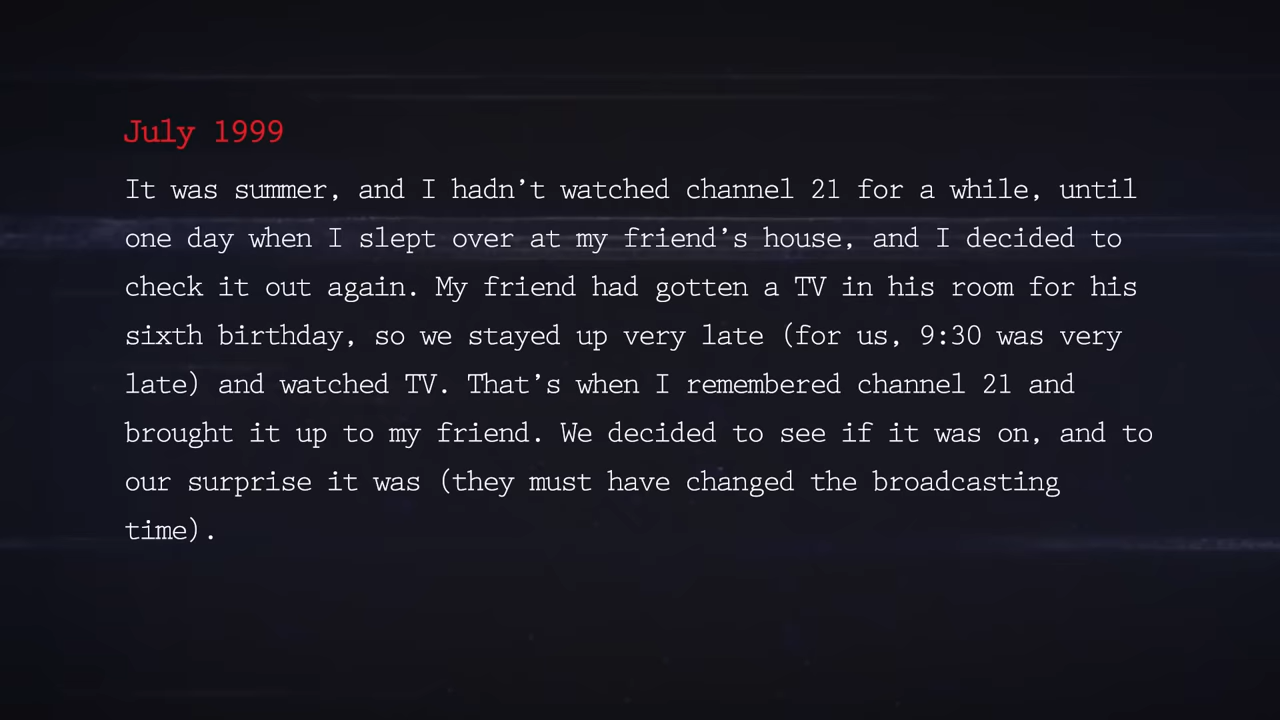 July 1999
It was summer, and I hadn’t watched channel 21 for a while, until
one day when I slept over at my friend’s house, and I decided to
check it out again. My friend had gotten a TV in his room for his
sixth birthday, so we stayed up very late (for us, 9:30 was very
late) and watched TV. That’s when I remembered channel 21 and
brought it up to my friend. We decided to see if it was on, and to
our surprise it was (they must have changed the broadcasting
time).